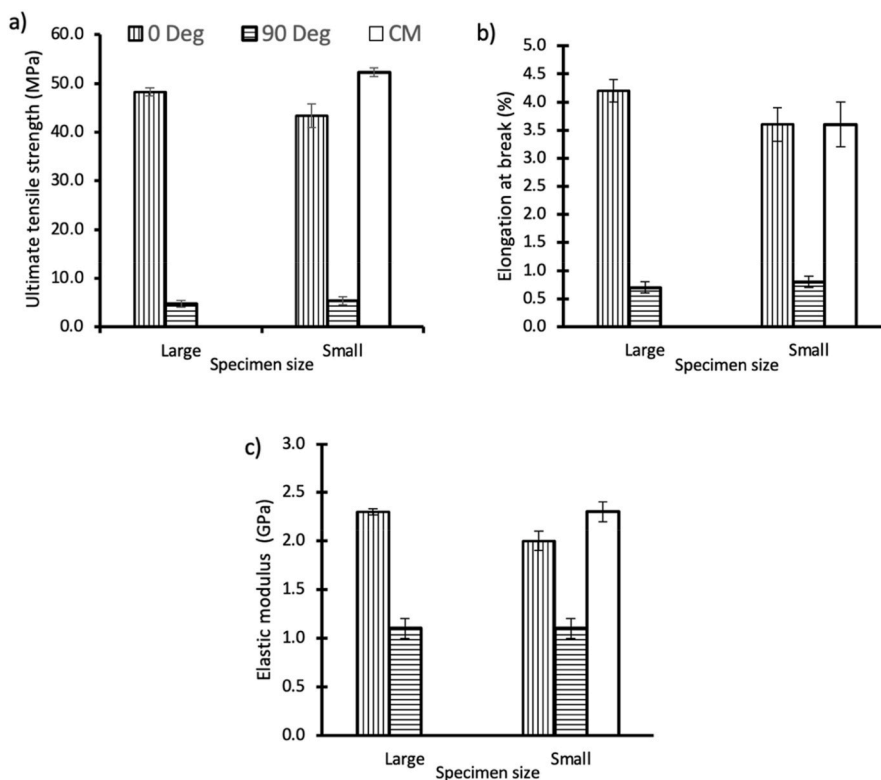 a)
0 Deg 90 Deg CM
Ultimate tensile strength (MPa)
60.0
50.0
40.0
30.0
20.0
10.0
0.0
Large Small
Specimen size
b)
Elongation at break (%)
5.0
4.5
4.0
3.5
3.0
2.5
2.0
1.5
1.0
0.5
0.0
Large Small
Specimen size
c)
Elastic modulus (GPa)
3.0
2.5
2.0
1.5
1.0
0.5
0.0
Large Small
Specimen size